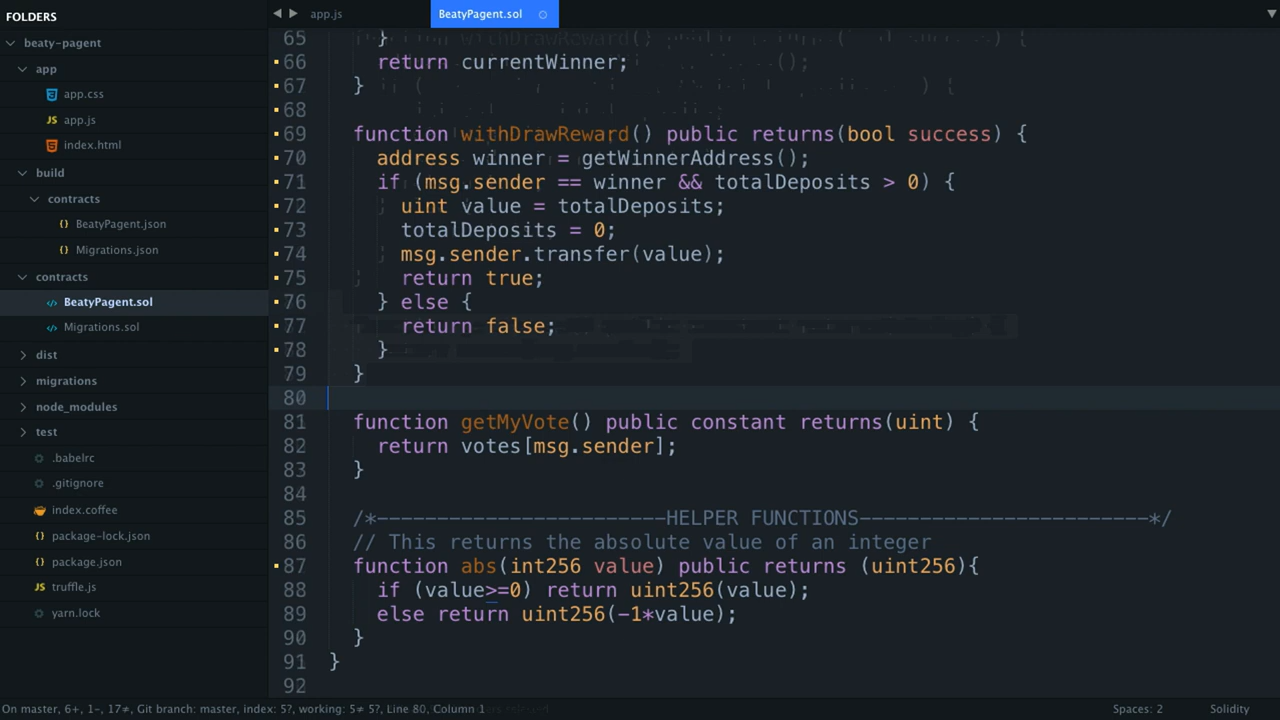 FOLDERS
beaty-pagent
app
app.css
app.js
index.html
build
contracts
BeatyPagent.json
Migrations.json
contracts
BeatyPagent.sol
Migrations.sol
dist
migrations
node_modules
test
.babelrc
.gitignore
index.coffee
package-lock.json
package.json
truffle.js
yarn.lock
app.js BeatyPagent.sol
65 }
66 return currentWinner;
67 }
68
69 function withDrawReward() public returns(bool success) {
70 address winner = getWinnerAddress();
71 if (msg.sender == winner && totalDeposits > 0) {
72 uint value = totalDeposits;
73 totalDeposits = 0;
74 msg.sender.transfer(value);
75 return true;
76 } else {
77 return false;
78 }
79 }
80
81 function getMyVote() public constant returns(uint) {
82 return votes[msg.sender];
83 }
84
85 /*------------------------HELPER FUNCTIONS------------------------*/
86 // This returns the absolute value of an integer
87 function abs(int256 value) public returns (uint256){
88 if (value>=0) return uint256(value);
89 else return uint256(-1*value);
90 }
91 }
92
On master, 6+, 1-, 17≠, Git branch: master, index: 5?, working: 5≠ 5?, Line 80, Column 1 Spaces: 2 Solidity